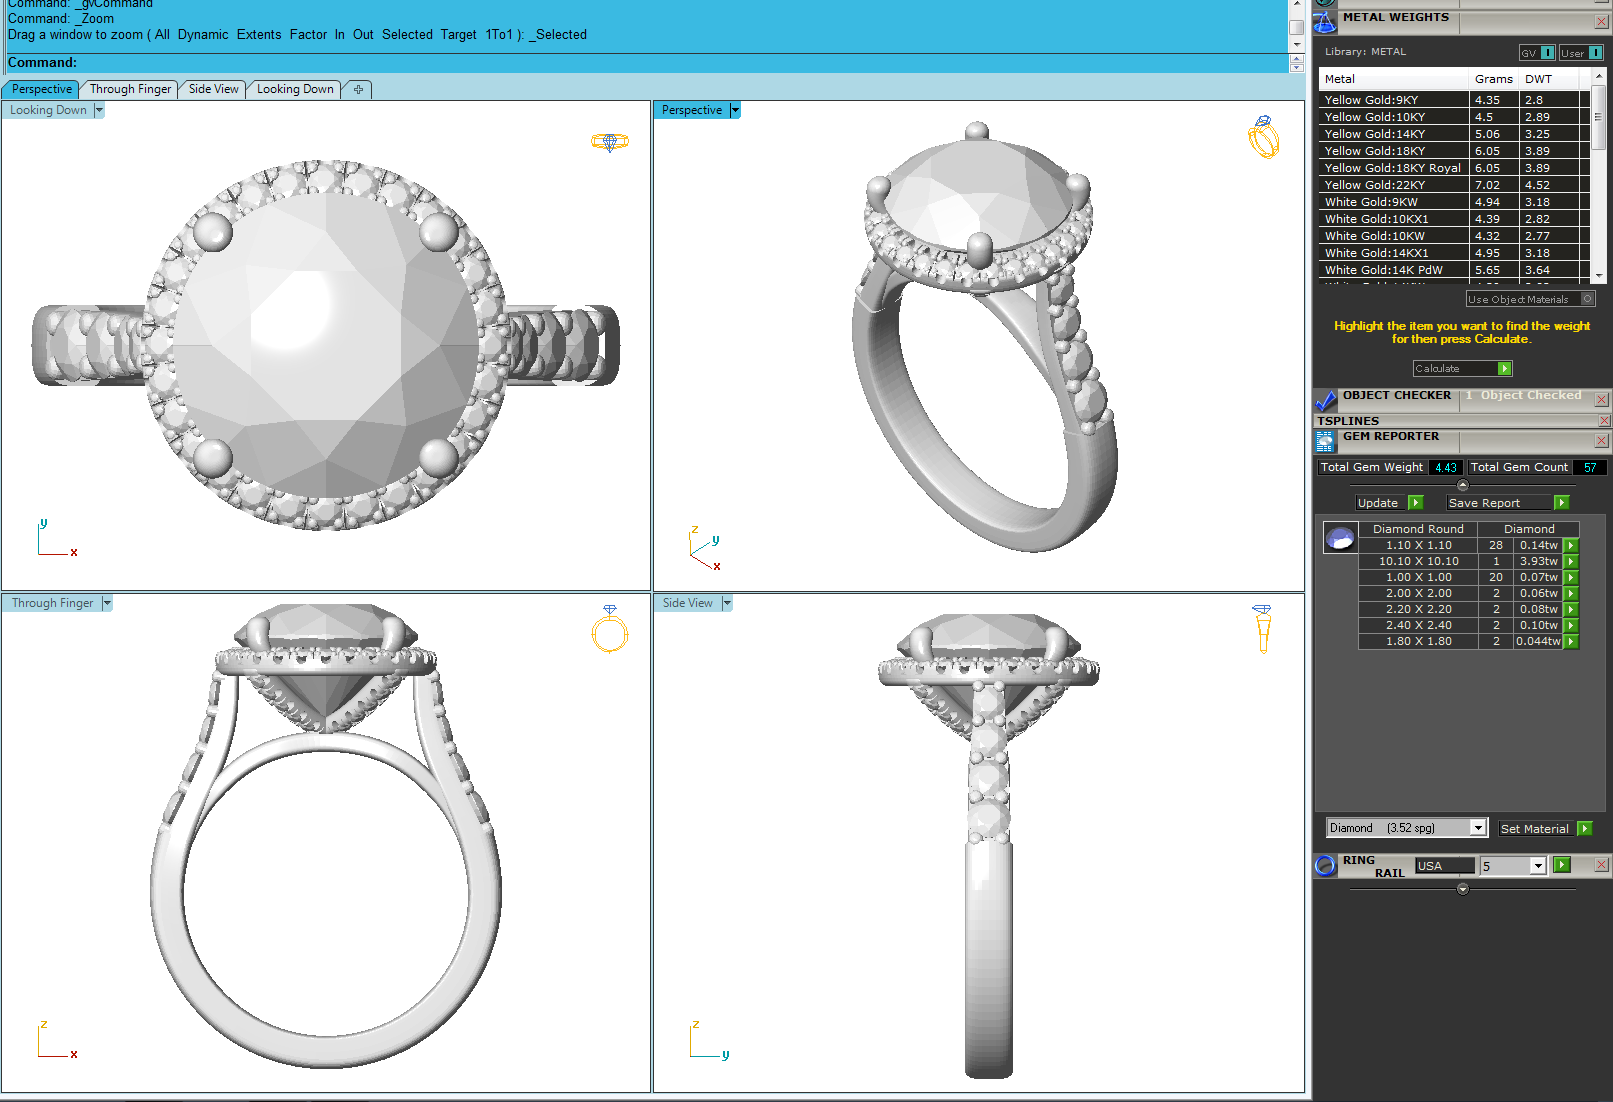 Command: _gvCommand
Command: _Zoom
Drag a window to zoom ( All Dynamic Extents Factor In Out Selected Target 1To1 ): _Selected
Command:
Perspective
Through Finger
Side View
Looking Down
Looking Down
y
x
Perspective
z
y
x
Through Finger
z
x
Side View
z
y
METAL WEIGHTS
Library: METAL
GV
User
Metal Grams DWT
Yellow Gold:9KY 4.35 2.8
Yellow Gold:10KY 4.5 2.89
Yellow Gold:14KY 5.06 3.25
Yellow Gold:18KY 6.05 3.89
Yellow Gold:18KY Royal 6.05 3.89
Yellow Gold:22KY 7.02 4.52
White Gold:9KW 4.94 3.18
White Gold:10KX1 4.39 2.82
White Gold:10KW 4.32 2.77
White Gold:14KX1 4.95 3.18
White Gold:14K PdW 5.65 3.64
Use Object Materials
Highlight the item you want to find the weight
for then press Calculate.
Calculate
OBJECT CHECKER 1 Object Checked
TSPLINES
GEM REPORTER
Total Gem Weight 4.43 Total Gem Count 57
Update Save Report
Diamond Round Diamond
1.10 X 1.10 28 0.14tw
10.10 X 10.10 1 3.93tw
1.00 X 1.00 20 0.07tw
2.00 X 2.00 2 0.06tw
2.20 X 2.20 2 0.08tw
2.40 X 2.40 2 0.10tw
1.80 X 1.80 2 0.044tw
Diamond (3.52 spg) Set Material
RING RAIL USA 5